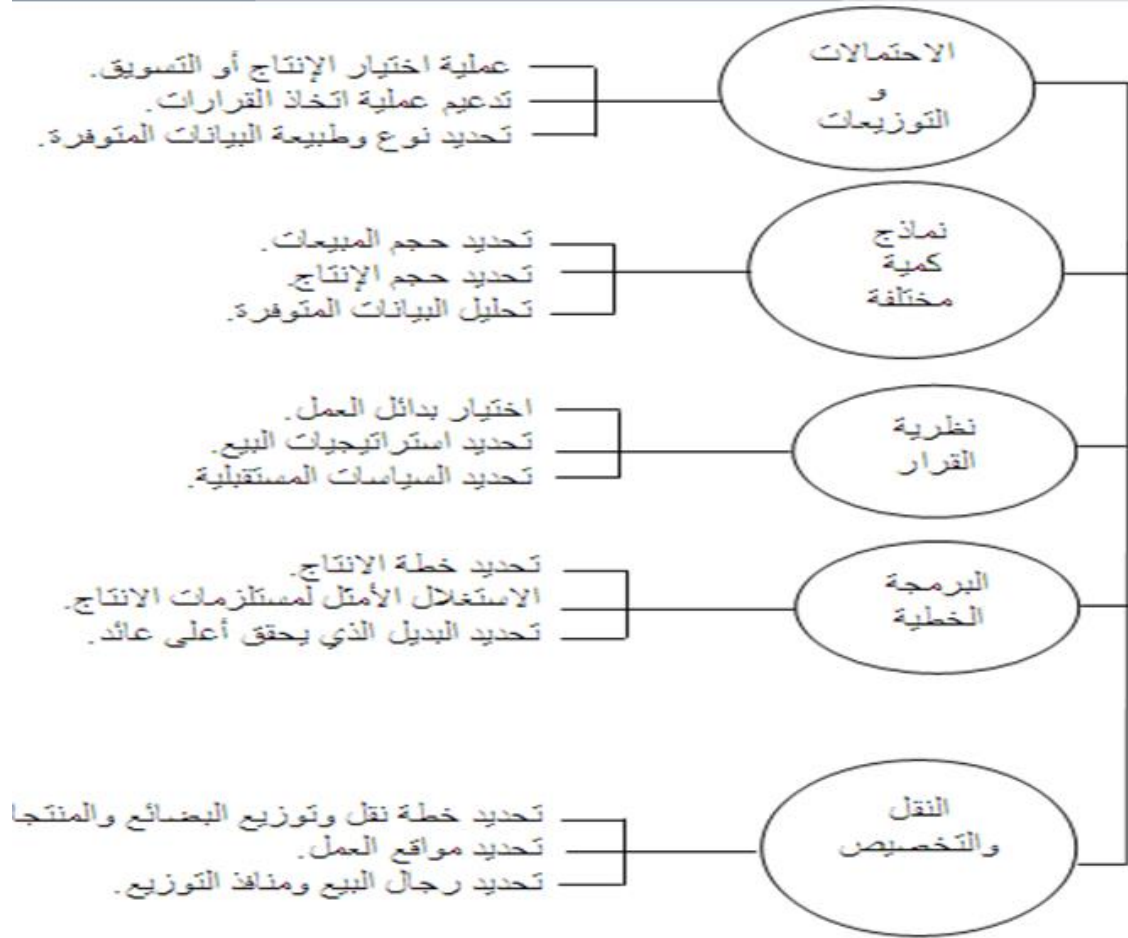 الاحتمالات
و
التوزيعات
عملية اختيار الإنتاج أو التسويق.
تدعيم عملية اتخاذ القرارات.
تحديد نوع وطبيعة البيانات المتوفرة.
نماذج
كمية
مختلفة
تحديد حجم المبيعات.
تحديد حجم الإنتاج.
تحليل البيانات المتوفرة.
نظرية
القرار
اختيار بدائل العمل.
تحديد استراتيجيات البيع.
تحديد السياسات المستقبلية.
البرمجة
الخطية
تحديد خطة الانتاج.
الاستغلال الأمثل لمستلزمات الانتاج.
تحديد البديل الذي يحقق أعلى عائد.
النقل
والتخصيص
تحديد خطة نقل وتوزيع البضائع والمنتجا
تحديد مواقع العمل.
تحديد رجال البيع ومنافذ التوزيع.